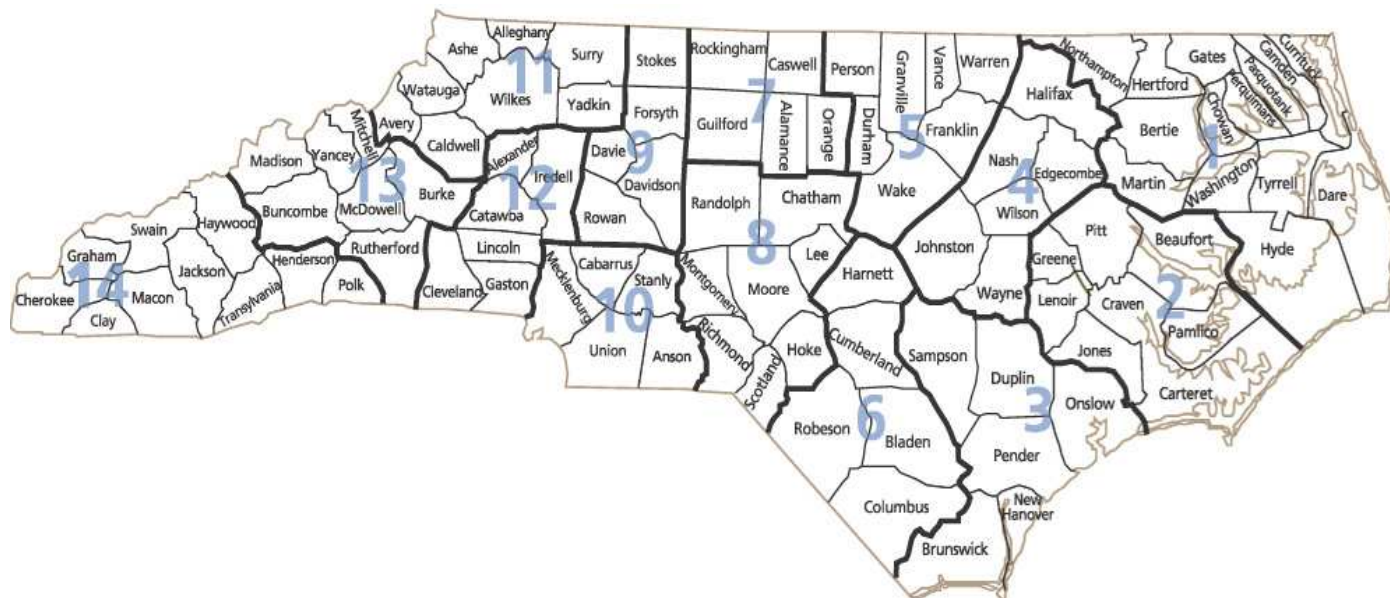 Alleghany
Ashe
Surry
Stokes
Rockingham
Caswell
Person
Granville
Vance
Warren
Northampton
Gates
Currituck
Camden
Pasquotank
Perquimans
Hertford
Halifax
Chowan
11
Watauga
Wilkes
Yadkin
Forsyth
7
Guilford
Alamance
Orange
Durham
5
Franklin
Bertie
1
Mitchell
Avery
Caldwell
Alexander
Davie
9
Nash
4
Edgecombe
Martin
Washington
Tyrrell
Dare
Madison
Yancey
13
Burke
12
Iredell
Davidson
Randolph
Chatham
Wake
Wilson
Buncombe
McDowell
Catawba
Rowan
8
Lee
Johnston
Pitt
Beaufort
Hyde
Swain
Haywood
Rutherford
Lincoln
Mecklenburg
Cabarrus
Stanly
Montgomery
Moore
Harnett
Greene
Graham
Jackson
Henderson
Polk
Cleveland
Gaston
10
Wayne
Lenoir
Craven
2
Pamlico
Cherokee
14
Macon
Transylvania
Clay
Union
Anson
Richmond
Scotland
Hoke
Cumberland
Sampson
Duplin
Jones
Carteret
Onslow
3
Robeson
6
Bladen
Pender
Columbus
New
Hanover
Brunswick